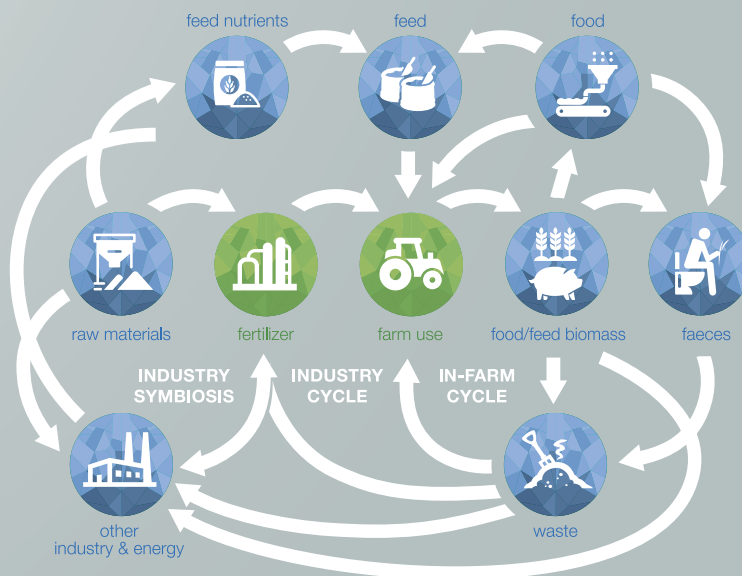 feed nutrients
feed
food
raw materials
fertilizer
farm use
food/feed biomass
faeces
INDUSTRY
SYMBIOSIS
INDUSTRY
CYCLE
IN-FARM
CYCLE
other
industry & energy
waste